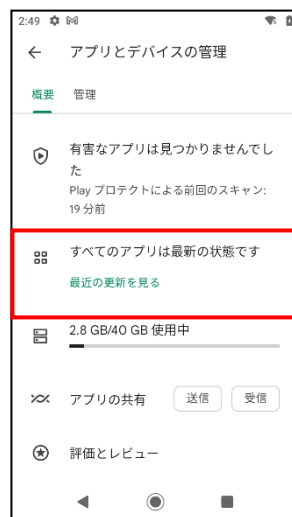 2:49
アプリとデバイスの管理
概要 管理
有害なアプリは見つかりませんでし
た
Play プロテクトによる前回のスキャン:
19 分前
すべてのアプリは最新の状態です
最近の更新を見る
2.8 GB/40 GB 使用中
アプリの共有 送信 受信
評価とレビュー